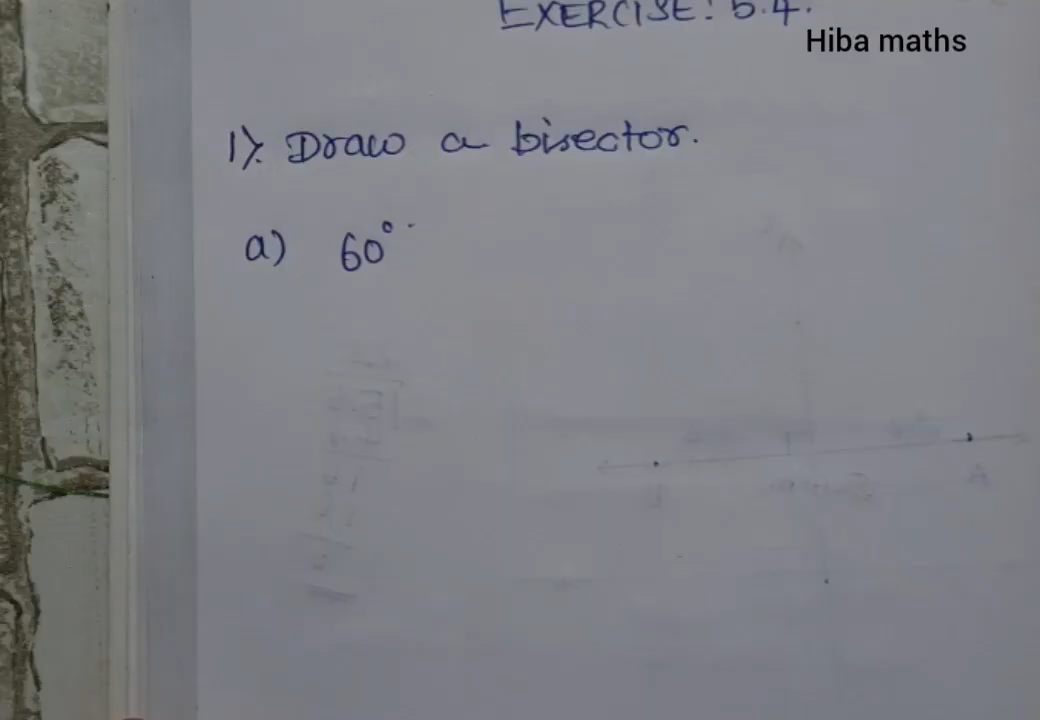 EXERCISE: 5.4.
Hiba maths
1). Draw a bisector.
a) 60°